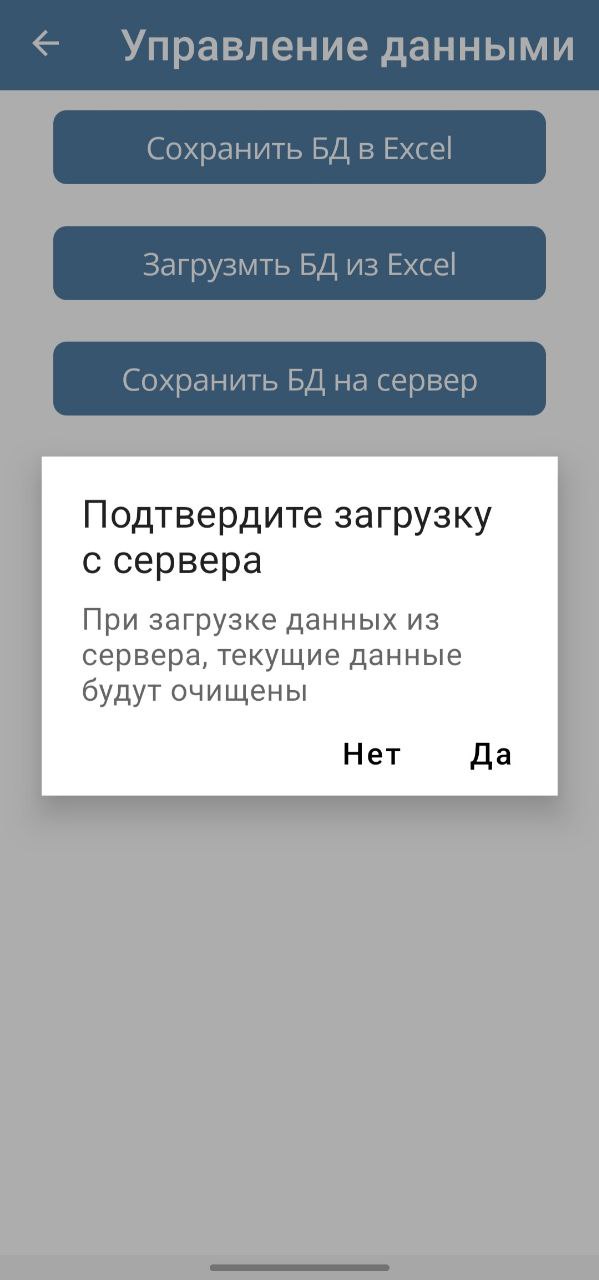 Управление данными
Сохранить БД в Excel
Загрузмть БД из Excel
Сохранить БД на сервер
Подтвердите загрузку
с сервера
При загрузке данных из
сервера, текущие данные
будут очищены
Нет Да